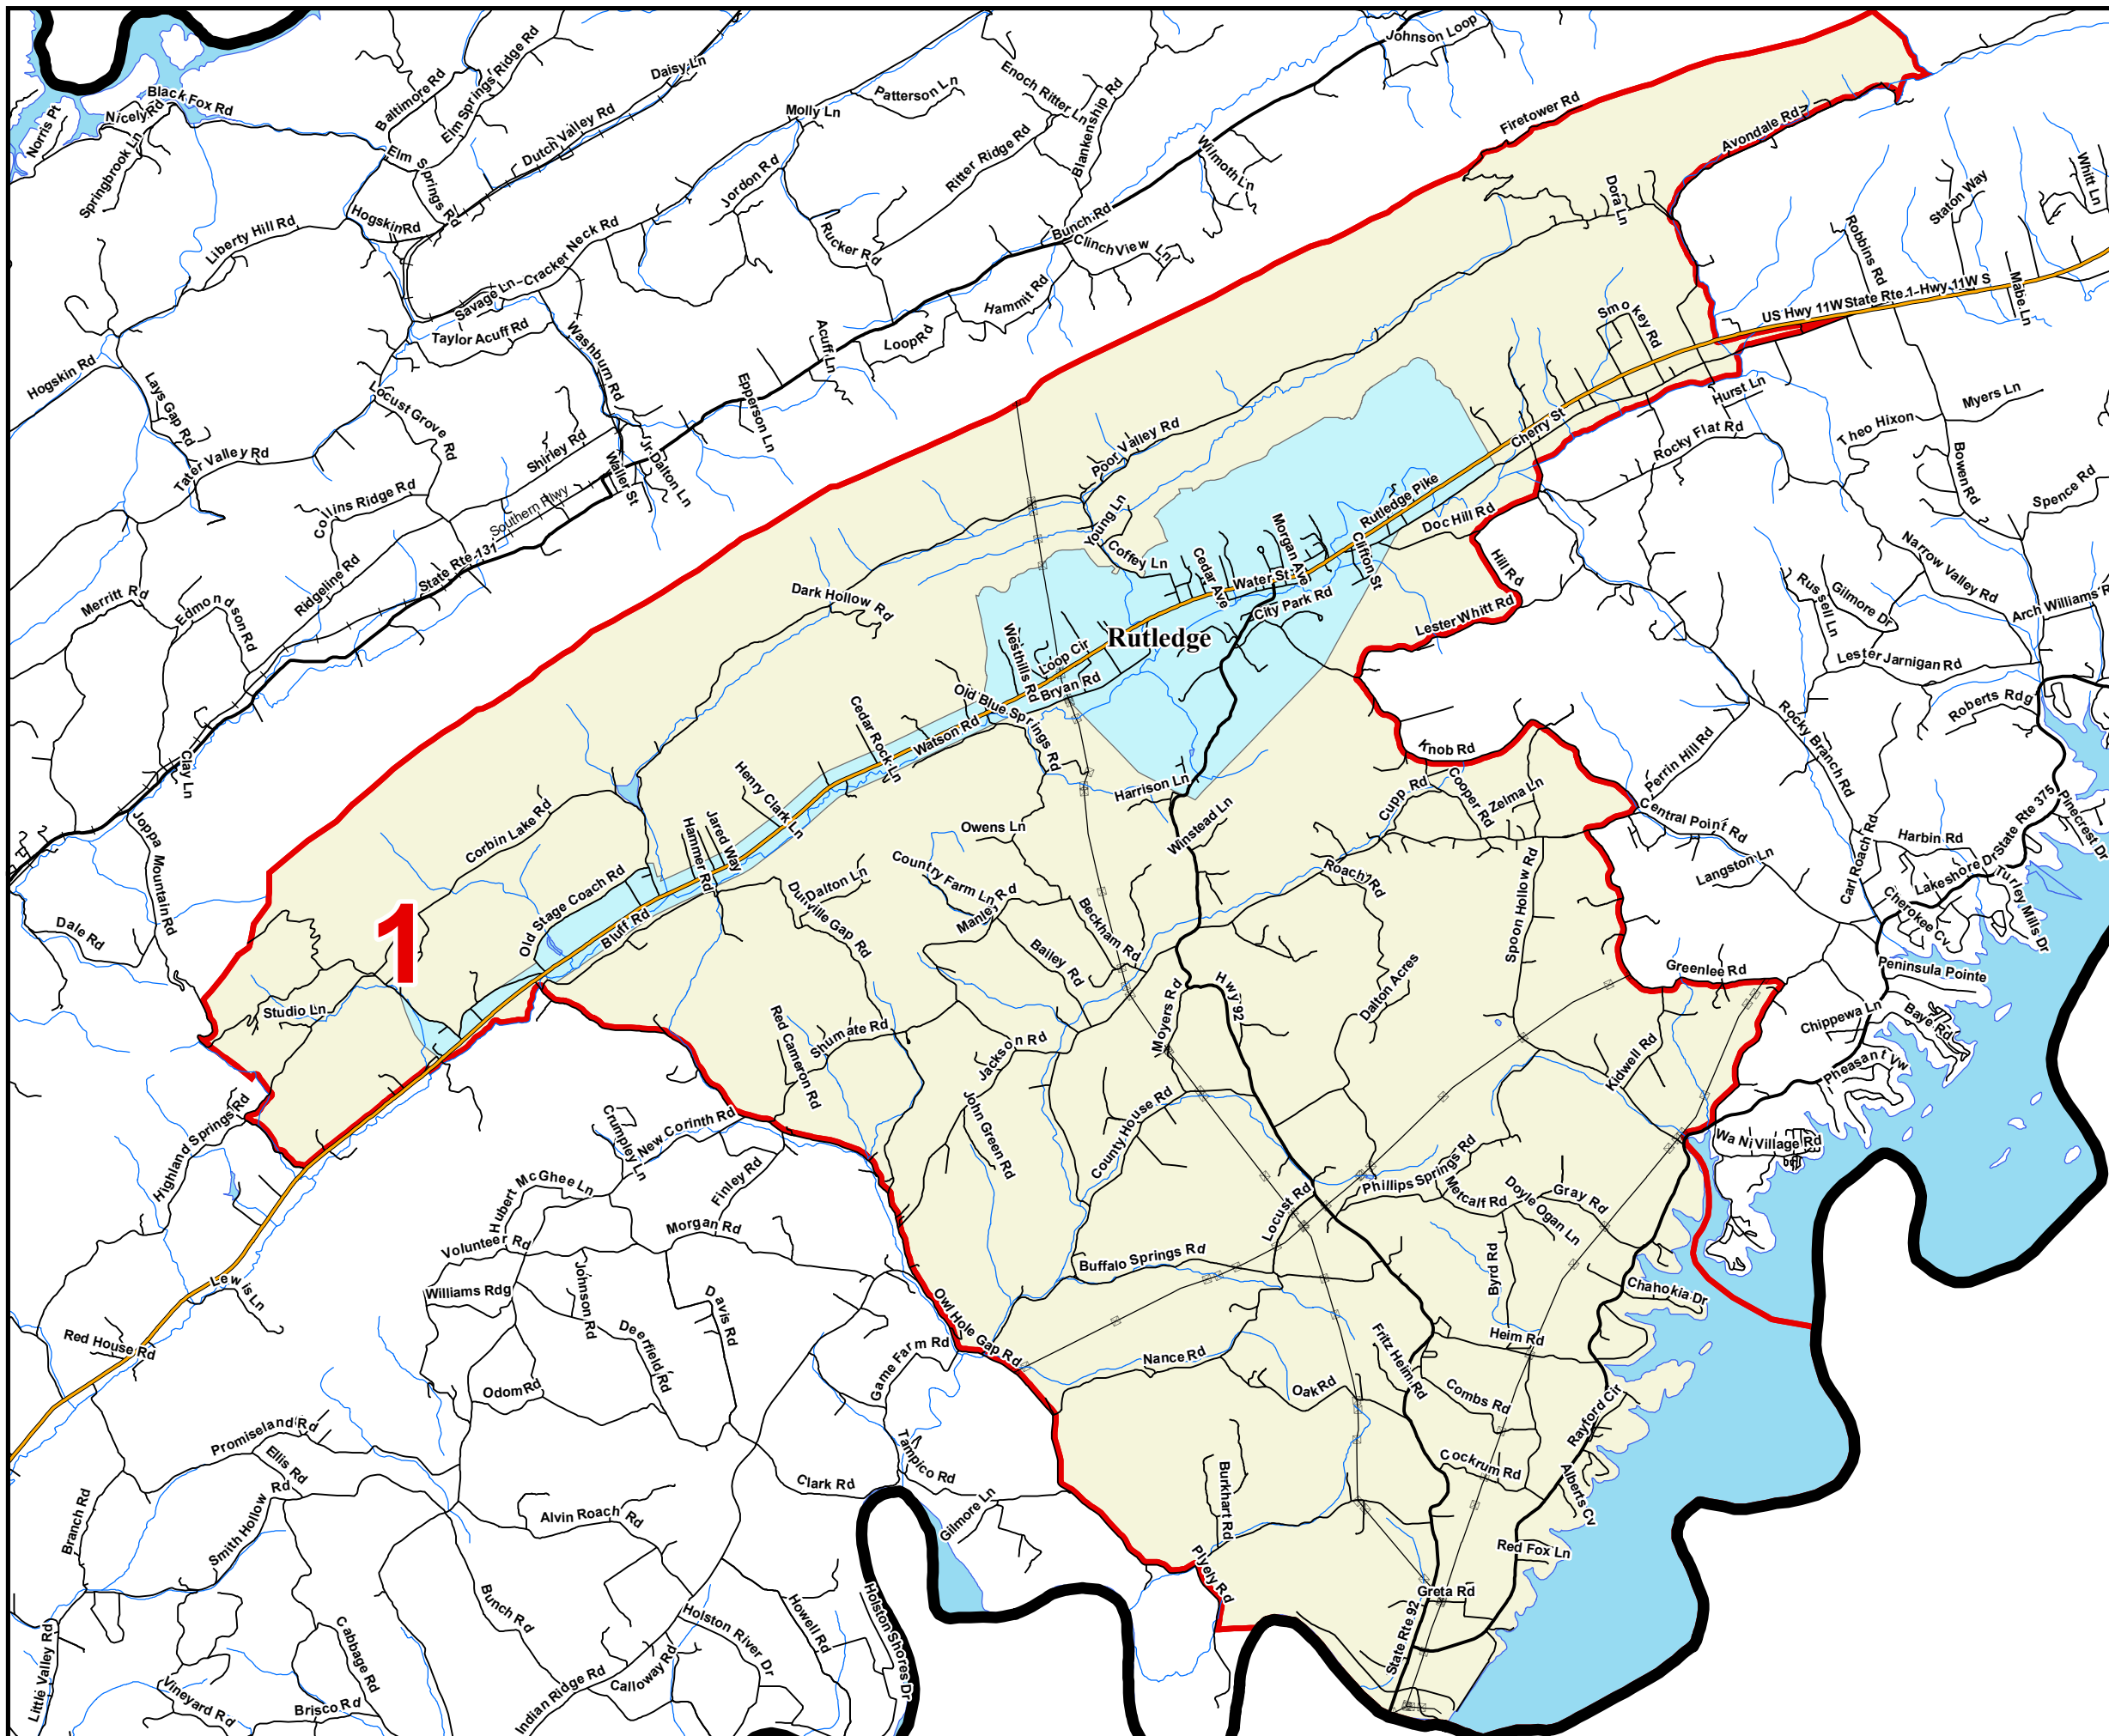 Johnson Loop
Elm Springs Ridge Rd
Daisy Ln
Baltimore Rd
Enoch Ritter Ln
Patterson Ln
Blankenship Rd
Black Fox Rd
Nicely Rd
Norris Pt
Molly Ln
Firetower Rd
Avondale Rd
Dutch Valley Rd
Springbrook Ln
Elm Springs Rd
Ritter Ridge Rd
Wilmoth Ln
Jordon Rd
Dora Ln
Staton Way
Whitt Ln
Hogskin Rd
Liberty Hill Rd
Cracker Neck Rd
Rucker Rd
Bunch Rd
Clinch View Ln
Robbins Rd
Savage Ln
Hammit Rd
Smokey Rd
US Hwy 11W
State Rte 1
Hwy 11W S
Mabe Ln
Taylor Acuff Rd
Washburn Rd
Acuff Ln
Loop Rd
Hogskin Rd
Lays Gap Rd
Locust Grove Rd
Epperson Ln
Hurst Ln
Myers Ln
Theo Hixon
Tater Valley Rd
Shirley Rd
Jr Dalton Ln
Waller St
Poor Valley Rd
Cherry St
Rocky Flat Rd
Bowen Rd
Spence Rd
Collins Ridge Rd
Southern Hwy
Young Ln
Rutledge Pike
Doc Hill Rd
State Rte 131
Coffey Ln
Cedar Ave
Morgan Ave
Water St
Clifton St
Hill Rd
Narrow Valley Rd
Ridgeline Rd
Merritt Rd
Edmondson Rd
Dark Hollow Rd
City Park Rd
Lester Whitt Rd
Russell Ln
Gilmore Dr
Arch Williams R
Rutledge
Westhills Rd
Loop Cir
Bryan Rd
Lester Jarnigan Rd
Old Blue Springs Rd
Cedar Rock Ln
Watson Rd
Roberts Rdg
Clay Ln
Knob Rd
Perrin Hill Rd
Rocky Branch Rd
Henry Clark Ln
Harrison Ln
Cupp Rd
Cooper Rd
Zelma Ln
Central Point Rd
State Rte 375
Pinecrest Dr
Joppa Mountain Rd
Corbin Lake Rd
Jared Way
Hammer Rd
Owens Ln
Winstead Ln
Harbin Rd
Carl Roach Rd
Lakeshore Dr
Langston Ln
Country Farm Ln
Dalton Ln
Roach Rd
Old Stage Coach Rd
Manley Rd
Spoon Hollow Rd
Cherokee Cv
Turley Mills Dr
1
Dale Rd
Bluff Rd
Dunville Gap Rd
Beckham Rd
Bailey Rd
Greenlee Rd
Peninsula Pointe
Dalton Acres
Hwy 92
Moyers Rd
Studio Ln
Chippewa Ln
Baye Rd
Red Cameron Rd
Shumate Rd
Jackson Rd
Kidwell Rd
Pheasant Vw
Highland Springs Rd
New Corinth Rd
Crumpley Ln
John Green Rd
County House Rd
Wa Ni Village Rd
Hubert McGhee Ln
Finley Rd
Phillips Springs Rd
Metcalf Rd
Gray Rd
Doyle Ogan Ln
Locust Rd
Volunteer Rd
Morgan Rd
Buffalo Springs Rd
Byrd Rd
Lewis Ln
Williams Rdg
Johnson Rd
Davis Rd
Chahokia Dr
Owl Hole Gap Rd
Red House Rd
Deerfield Rd
Game Farm Rd
Nance Rd
Fritz Heim Rd
Heim Rd
Odom Rd
Oak Rd
Combs Rd
Rayford Cir
Promiseland Rd
Ellis Rd
Tampico Rd
Cockrum Rd
Alberts Cv
Clark Rd
Burkhart Rd
Branch Rd
Smith Hollow Rd
Alvin Roach Rd
Gilmore Ln
Red Fox Ln
Plyely Rd
Greta Rd
Bunch Rd
Howell Rd
Holston Shores Dr
Holston River Dr
Little Valley Rd
Cabbage Rd
State Rte 92
Vineyard Rd
Brisco Rd
Indian Ridge Rd
Calloway Rd